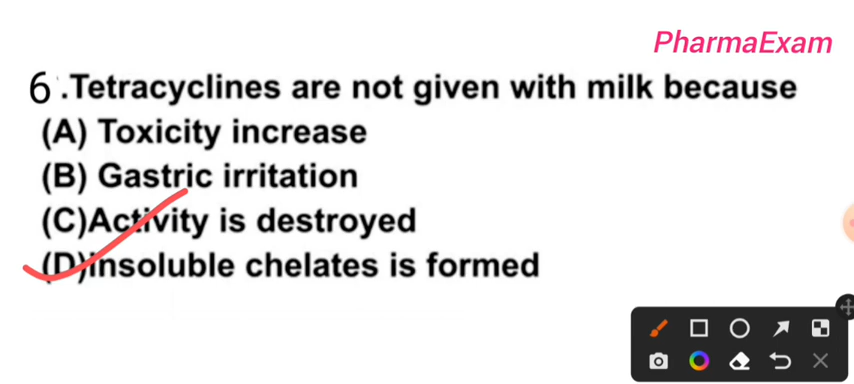 PharmaExam
6.Tetracyclines are not given with milk because
(A) Toxicity increase
(B) Gastric irritation
(C)Activity is destroyed
(D)insoluble chelates is formed